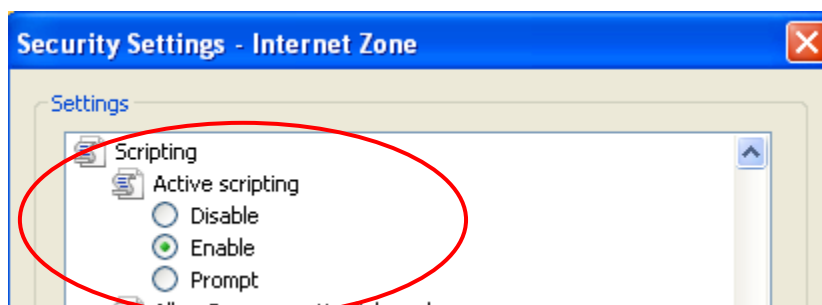 Security Settings - Internet Zone
Settings
Scripting
Active scripting
Disable
Enable
Prompt